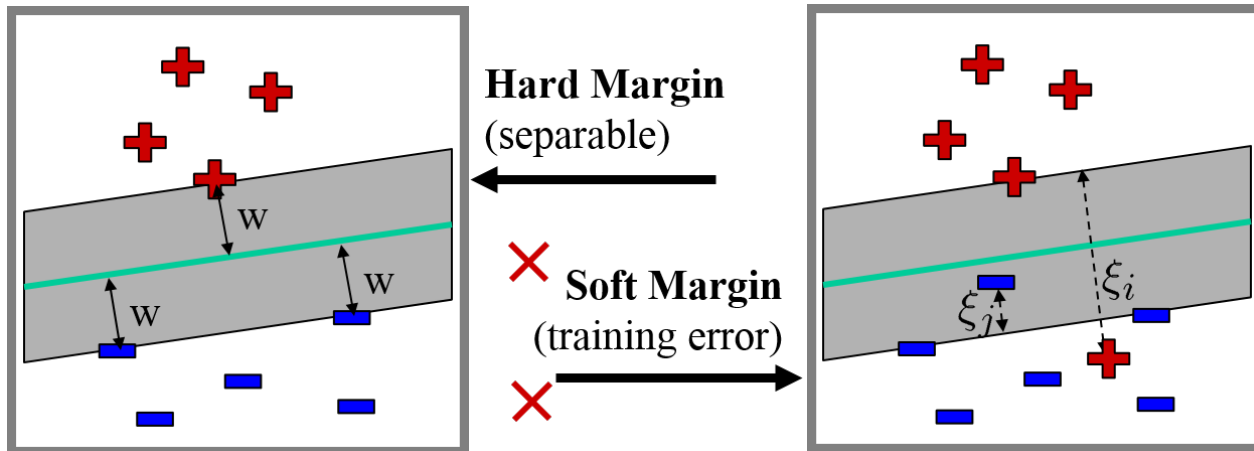 w
w
w
Hard Margin
(separable)
Soft Margin
(training error)
ξᵢ
ξⱼ